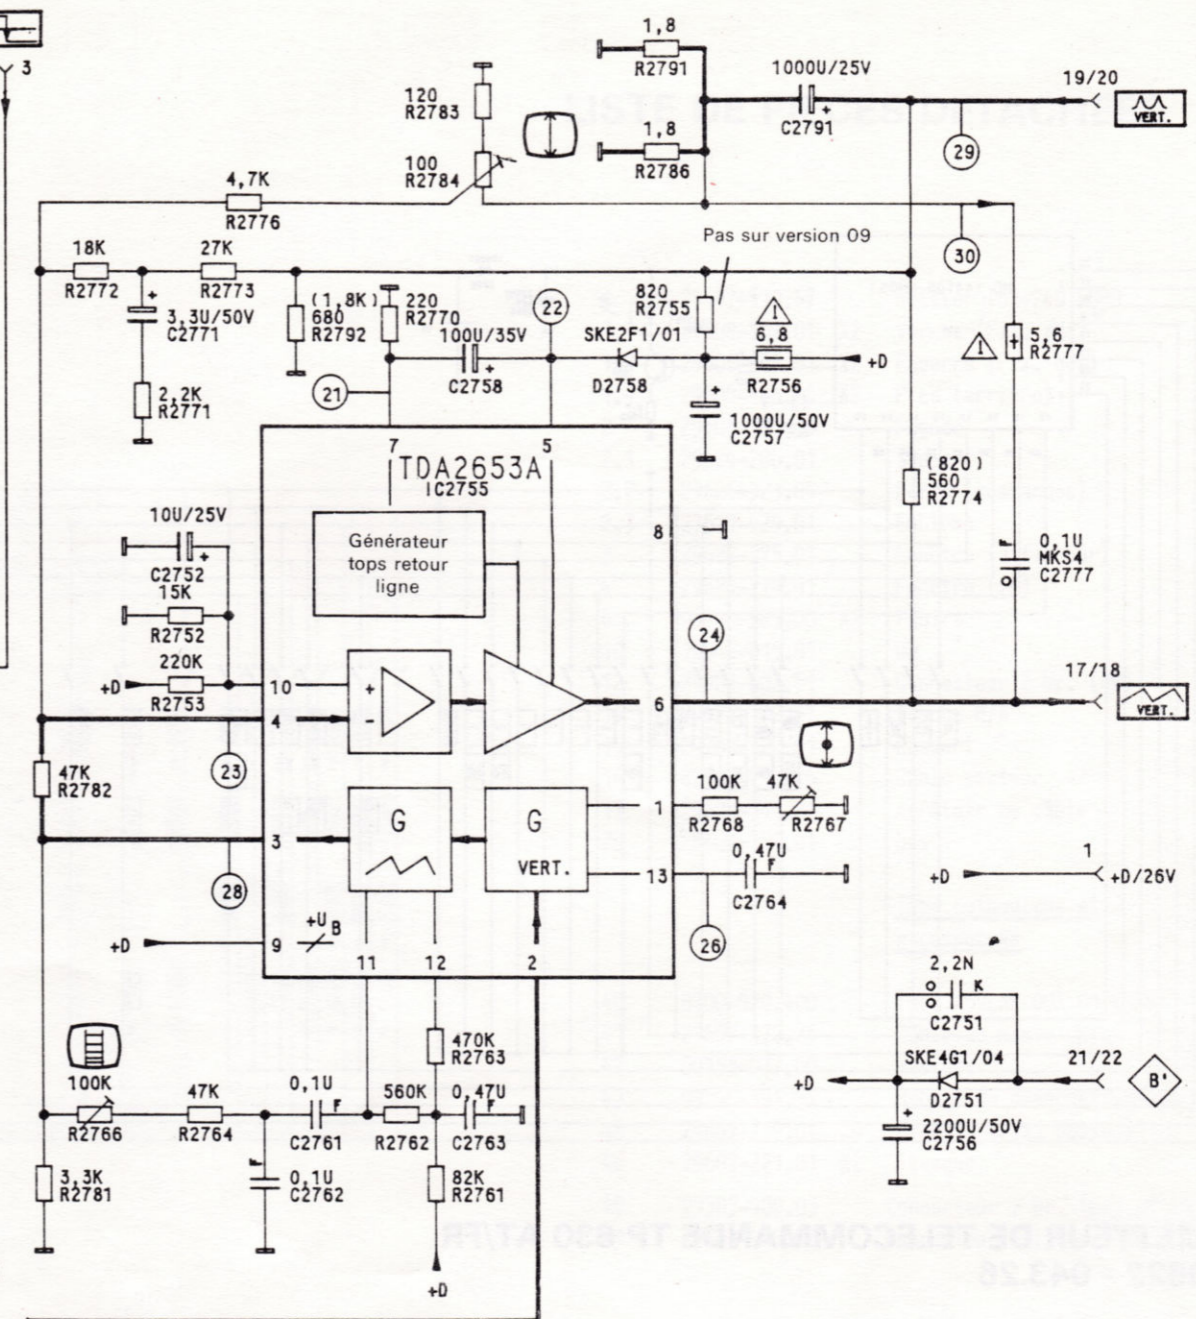 3
1,8
R2791
1000U/25V
C2791
19/20
VERT.
120
R2783
100
R2784
1,8
R2786
29
4,7K
R2776
Pas sur version 09
30
18K
R2772
27K
R2773
3,3U/50V
C2771
(1,8K)
680
R2792
220
R2770
100U/35V
C2758
22
820
R2755
SKE2F1/01
D2758
6,8
R2756
+D
5,6
R2777
2,2K
R2771
21
1000U/50V
C2757
7
5
TDA2653A
IC2755
(820)
560
R2774
10U/25V
C2752
Générateur
tops retour
ligne
8
0,1U
MKS4
C2777
15K
R2752
24
220K
+D
R2753
10
4
6
17/18
VERT.
47K
R2782
23
100K
R2768
47K
R2767
1
3
G
G
VERT.
13
0,47U
F
C2764
+D
1
+D/26V
28
+D
9
+U B
26
11
12
2
2,2N
K
C2751
470K
R2763
SKE4G1/04
D2751
+D
21/22
B'
100K
R2766
47K
R2764
0,1U
F
C2761
560K
R2762
0,47U
F
C2763
2200U/50V
C2756
3,3K
R2781
F
0,1U
C2762
82K
R2761
+D